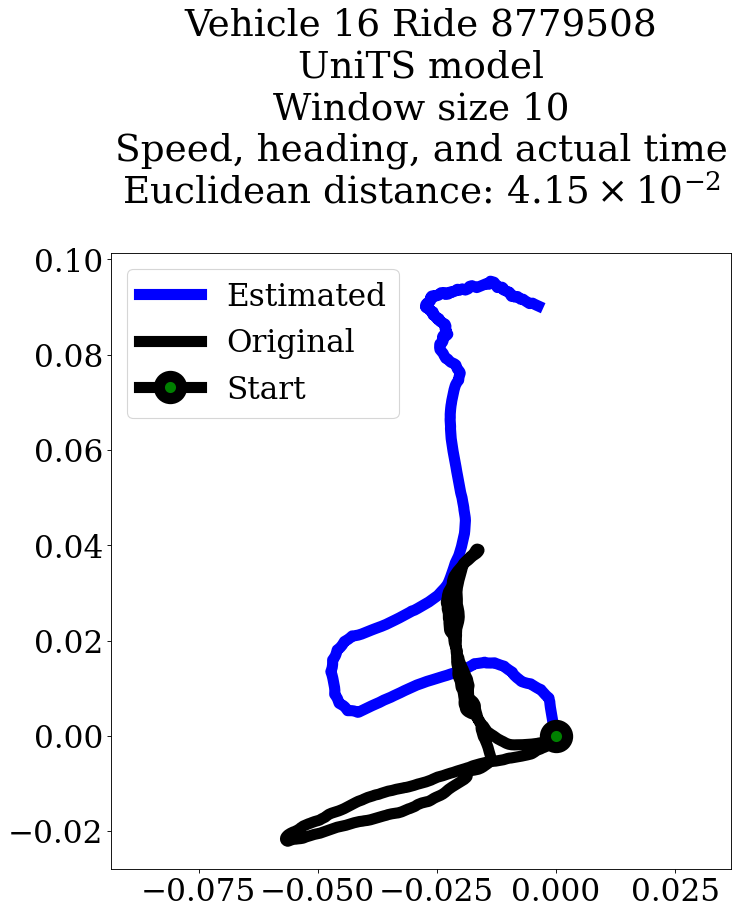 Vehicle 16 Ride 8779508
UniTS model
Window size 10
Speed, heading, and actual time
Euclidean distance: 4.15 × 10⁻²
0.10
Estimated
Original
Start
0.08
0.06
0.04
0.02
0.00
−0.02
−0.075 −0.050 −0.025 0.000 0.025